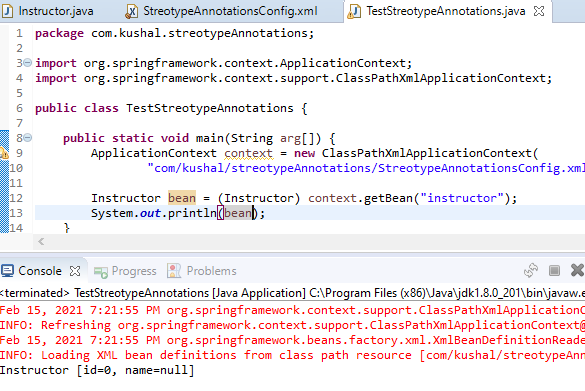 Instructor.java StreotypeAnnotationsConfig.xml TestStreotypeAnnotations.java
1 package com.kushal.streotypeAnnotations;
2
3 import org.springframework.context.ApplicationContext;
4 import org.springframework.context.support.ClassPathXmlApplicationContext;
5
6 public class TestStreotypeAnnotations {
7
8 public static void main(String arg[]) {
9 ApplicationContext context = new ClassPathXmlApplicationContext(
10 "com/kushal/streotypeAnnotations/StreotypeAnnotationsConfig.xml
11
12 Instructor bean = (Instructor) context.getBean("instructor");
13 System.out.println(bean);
14 }
Console Progress Problems
<terminated> TestStreotypeAnnotations [Java Application] C:\Program Files (x86)\Java\jdk1.8.0_201\bin\javaw.e
Feb 15, 2021 7:21:55 PM org.springframework.context.support.ClassPathXmlApplicationC
INFO: Refreshing org.springframework.context.support.ClassPathXmlApplicationContext@
Feb 15, 2021 7:21:55 PM org.springframework.beans.factory.xml.XmlBeanDefinitionReade
INFO: Loading XML bean definitions from class path resource [com/kushal/streotypeAnn
Instructor [id=0, name=null]